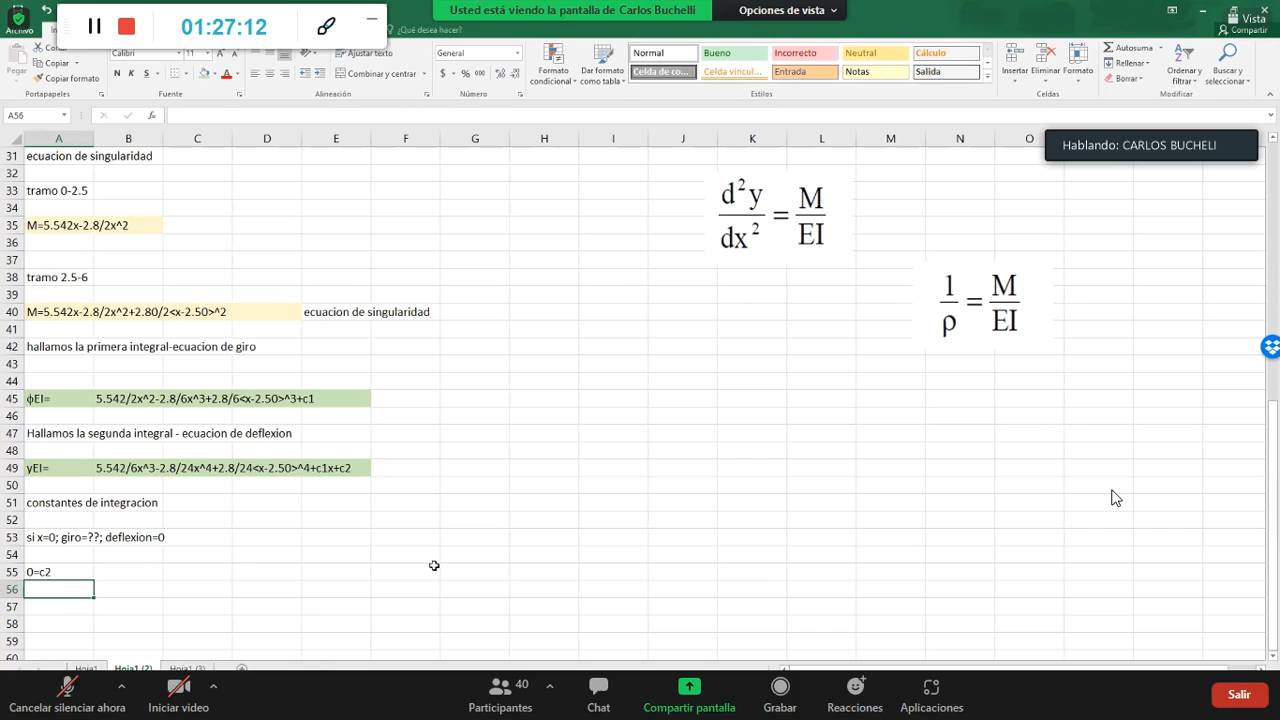 Usted está viendo la pantalla de Carlos Buchelli
Opciones de vista
Vista
Archivo
01:27:12
¿Qué desea hacer?
Compartir
Cortar
Copiar
Copiar formato
Pegar
Portapapeles
Calibri
N K S
Fuente
Ajustar texto
Combinar y centrar
Alineación
General
$ % 000
Número
Formato condicional
Dar formato como tabla
Normal
Bueno
Incorrecto
Neutral
Cálculo
Celda de co...
Celda vincul...
Entrada
Notas
Salida
Estilos
Insertar
Eliminar
Formato
Celdas
Autosuma
Rellenar
Borrar
Ordenar y filtrar
Buscar y seleccionar
Modificar
A56
fx
Hablando: CARLOS BUCHELI
A B C D E F G H I J K L M N O
31 ecuacion de singularidad
32
33 tramo 0-2.5
34
35 M=5.542x-2.8/2x^2
36
37
38 tramo 2.5-6
39
40 M=5.542x-2.8/2x^2+2.80/2<x-2.50>^2 ecuacion de singularidad
41
42 hallamos la primera integral-ecuacion de giro
43
44
45 ϕEI= 5.542/2x^2-2.8/6x^3+2.8/6<x-2.50>^3+c1
46
47 Hallamos la segunda integral - ecuacion de deflexion
48
49 yEI= 5.542/6x^3-2.8/24x^4+2.8/24<x-2.50>^4+c1x+c2
50
51 constantes de integracion
52
53 si x=0; giro=??; deflexion=0
54
55 0=c2
56
57
58
59
60
d²y/dx² = M/EI
1/ρ = M/EI
Hoja1
Hoja1 (2)
Hoja1 (3)
Cancelar silenciar ahora
Iniciar video
40
Participantes
Chat
Compartir pantalla
Grabar
Reacciones
Aplicaciones
Salir